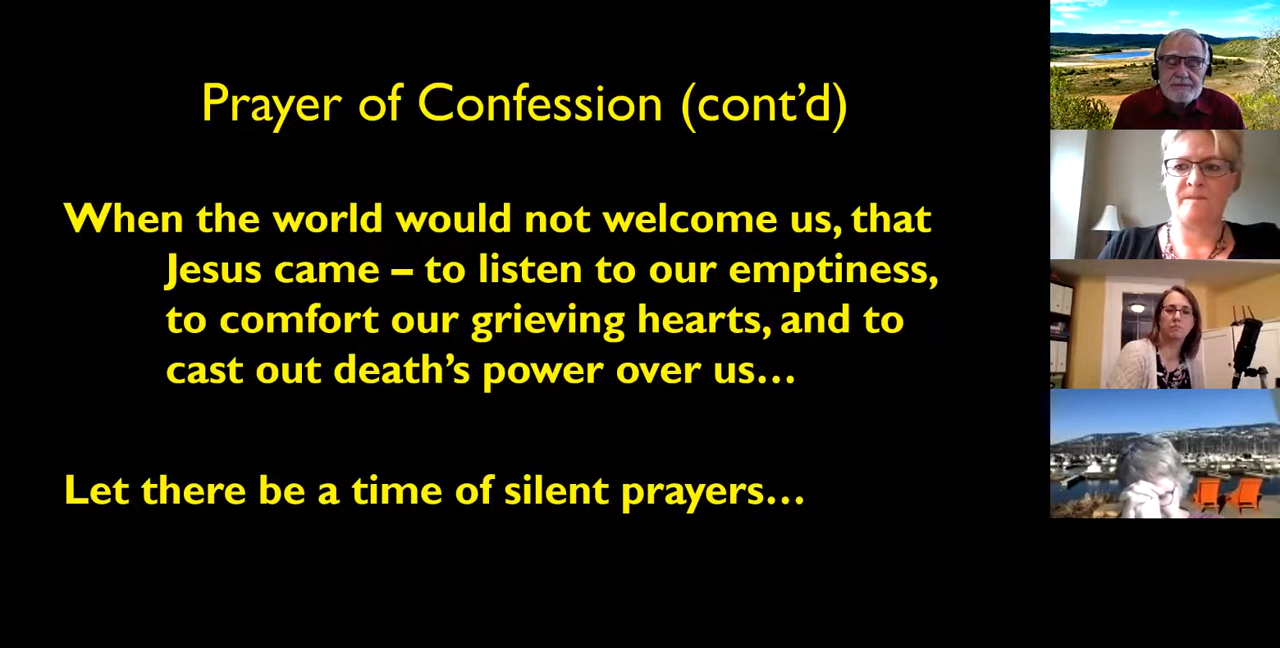 Prayer of Confession (cont’d)
When the world would not welcome us, that
Jesus came – to listen to our emptiness,
to comfort our grieving hearts, and to
cast out death’s power over us…
Let there be a time of silent prayers…